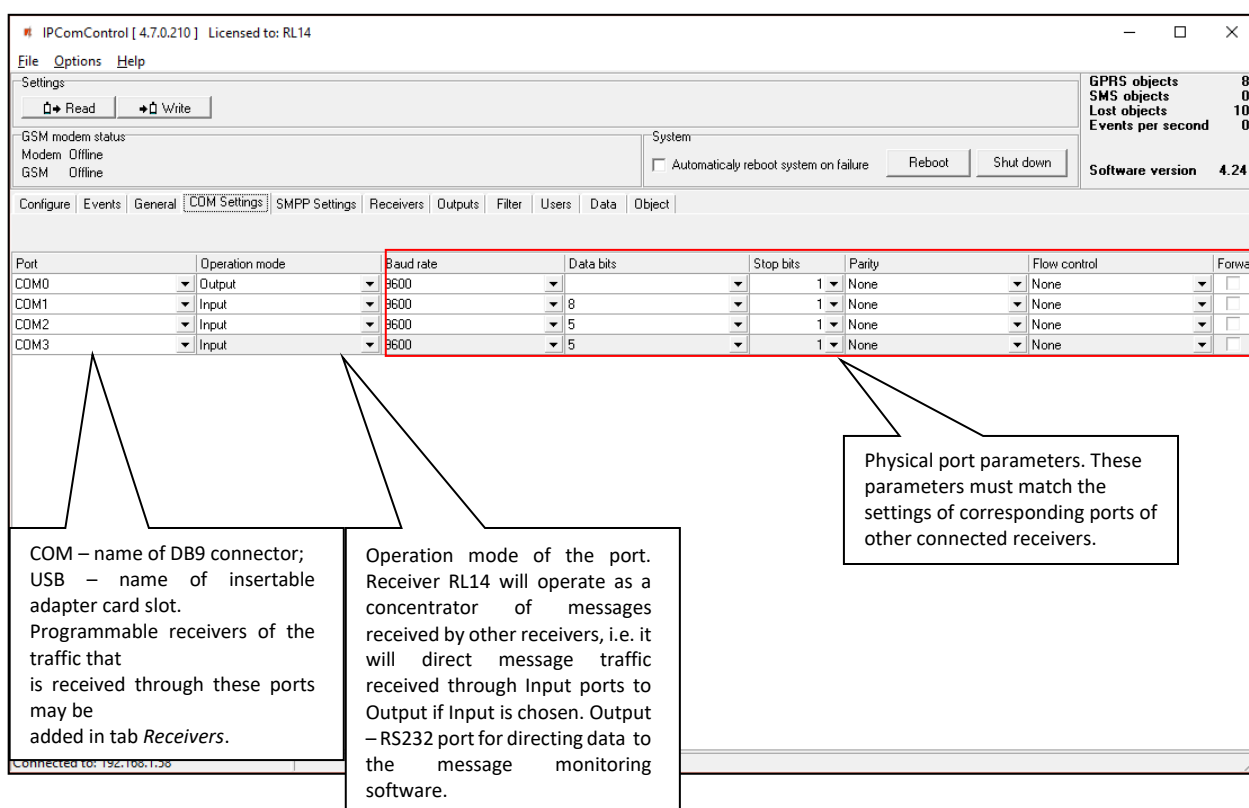 IPComControl [ 4.7.0.210 ] Licensed to: RL14
File Options Help
Settings
Read Write
GSM modem status
Modem Offline
GSM Offline
System
Automaticaly reboot system on failure Reboot Shut down
GPRS objects 8
SMS objects 0
Lost objects 10
Events per second 0
Software version 4.24
Configure Events General COM Settings SMPP Settings Receivers Outputs Filter Users Data Object
Port Operation mode Baud rate Data bits Stop bits Parity Flow control Forwa
COM0 Output 9600 1 None None
COM1 Input 9600 8 1 None None
COM2 Input 9600 5 1 None None
COM3 Input 9600 5 1 None None
Physical port parameters. These
parameters must match the
settings of corresponding ports of
other connected receivers.
COM – name of DB9 connector;
USB – name of insertable
adapter card slot.
Programmable receivers of the
traffic that
is received through these ports
may be
added in tab Receivers.
Operation mode of the port.
Receiver RL14 will operate as a
concentrator of messages
received by other receivers, i.e. it
will direct message traffic
received through Input ports to
Output if Input is chosen. Output
– RS232 port for directing data to
the message monitoring
software.
Connected to: 192.168.1.58